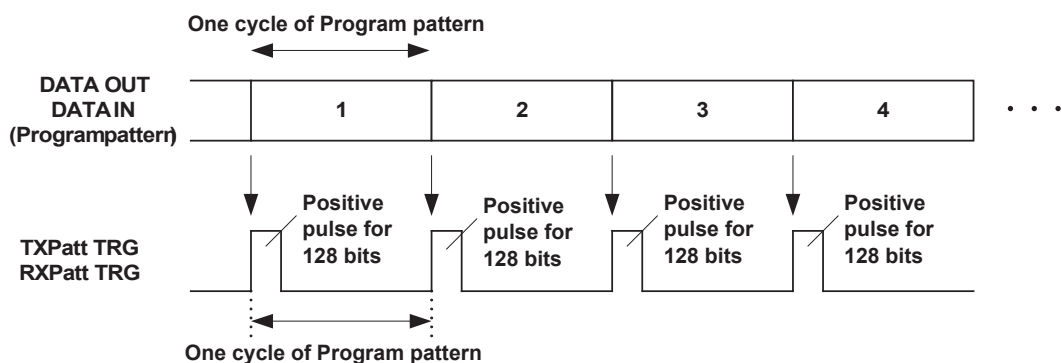 One cycle of Program pattern
DATA OUT
DATAIN
(Programpattern)
1
2
3
4
. . .
Positive
pulse for
128 bits
Positive
pulse for
128 bits
Positive
pulse for
128 bits
Positive
pulse for
128 bits
TXPatt TRG
RXPatt TRG
One cycle of Program pattern